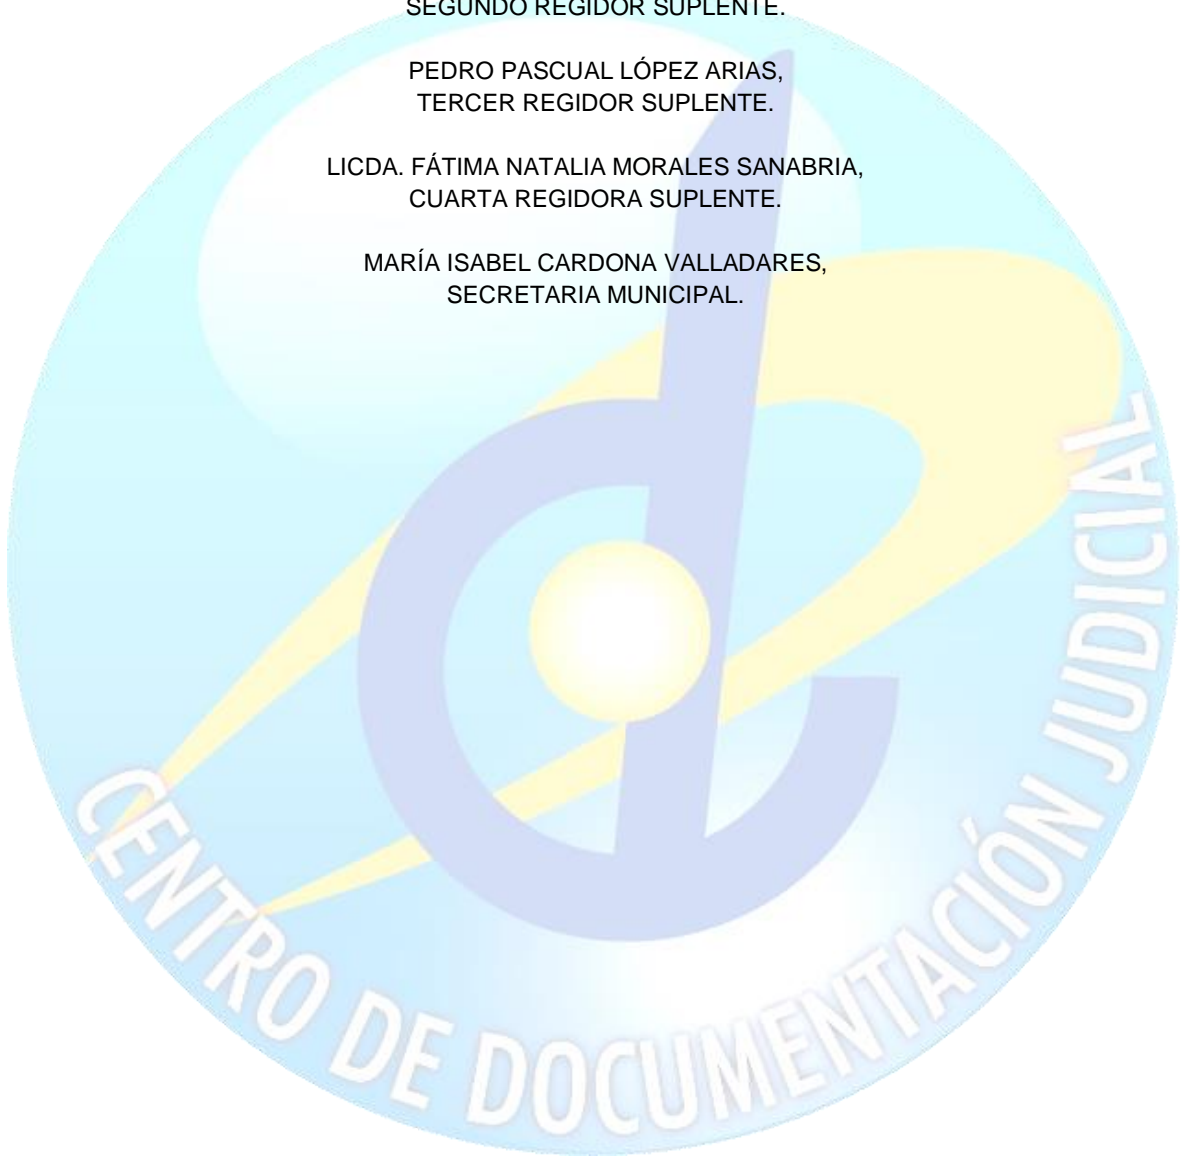 SEGUNDO REGIDOR SUPLENTE.
PEDRO PASCUAL LÓPEZ ARIAS,
TERCER REGIDOR SUPLENTE.
LICDA. FÁTIMA NATALIA MORALES SANABRIA,
CUARTA REGIDORA SUPLENTE.
MARÍA ISABEL CARDONA VALLADARES,
SECRETARIA MUNICIPAL.
CENTRO DE DOCUMENTACIÓN JUDICIAL